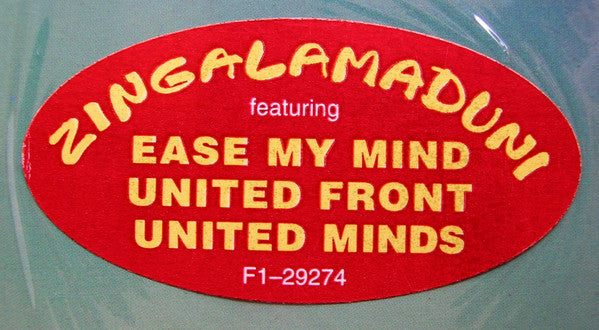 ZINGALAMADUNI
featuring
EASE MY MIND
UNITED FRONT
UNITED MINDS
F1–29274